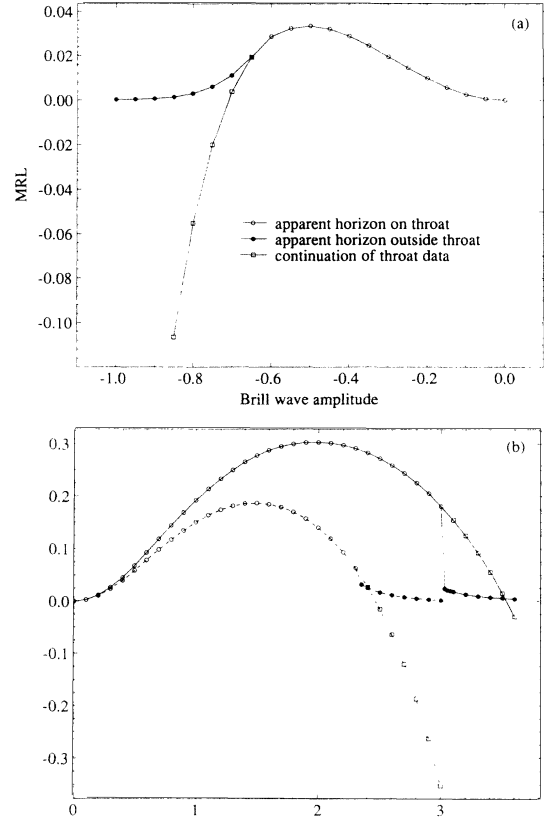 (a)
0.04
0.02
0.00
-0.02
-0.04
-0.06
-0.08
-0.10
MRL
apparent horizon on throat
apparent horizon outside throat
continuation of throat data
-1.0 -0.8 -0.6 -0.4 -0.2 0.0
Brill wave amplitude
(b)
0.3
0.2
0.1
0.0
-0.1
-0.2
-0.3
0 1 2 3